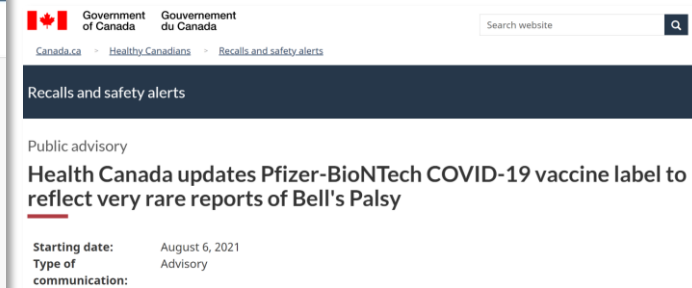 Government Gouvernement
of Canada du Canada
Search website
Canada.ca > Healthy Canadians > Recalls and safety alerts
Recalls and safety alerts
Public advisory
Health Canada updates Pfizer-BioNTech COVID-19 vaccine label to
reflect very rare reports of Bell's Palsy
Starting date: August 6, 2021
Type of Advisory
communication: